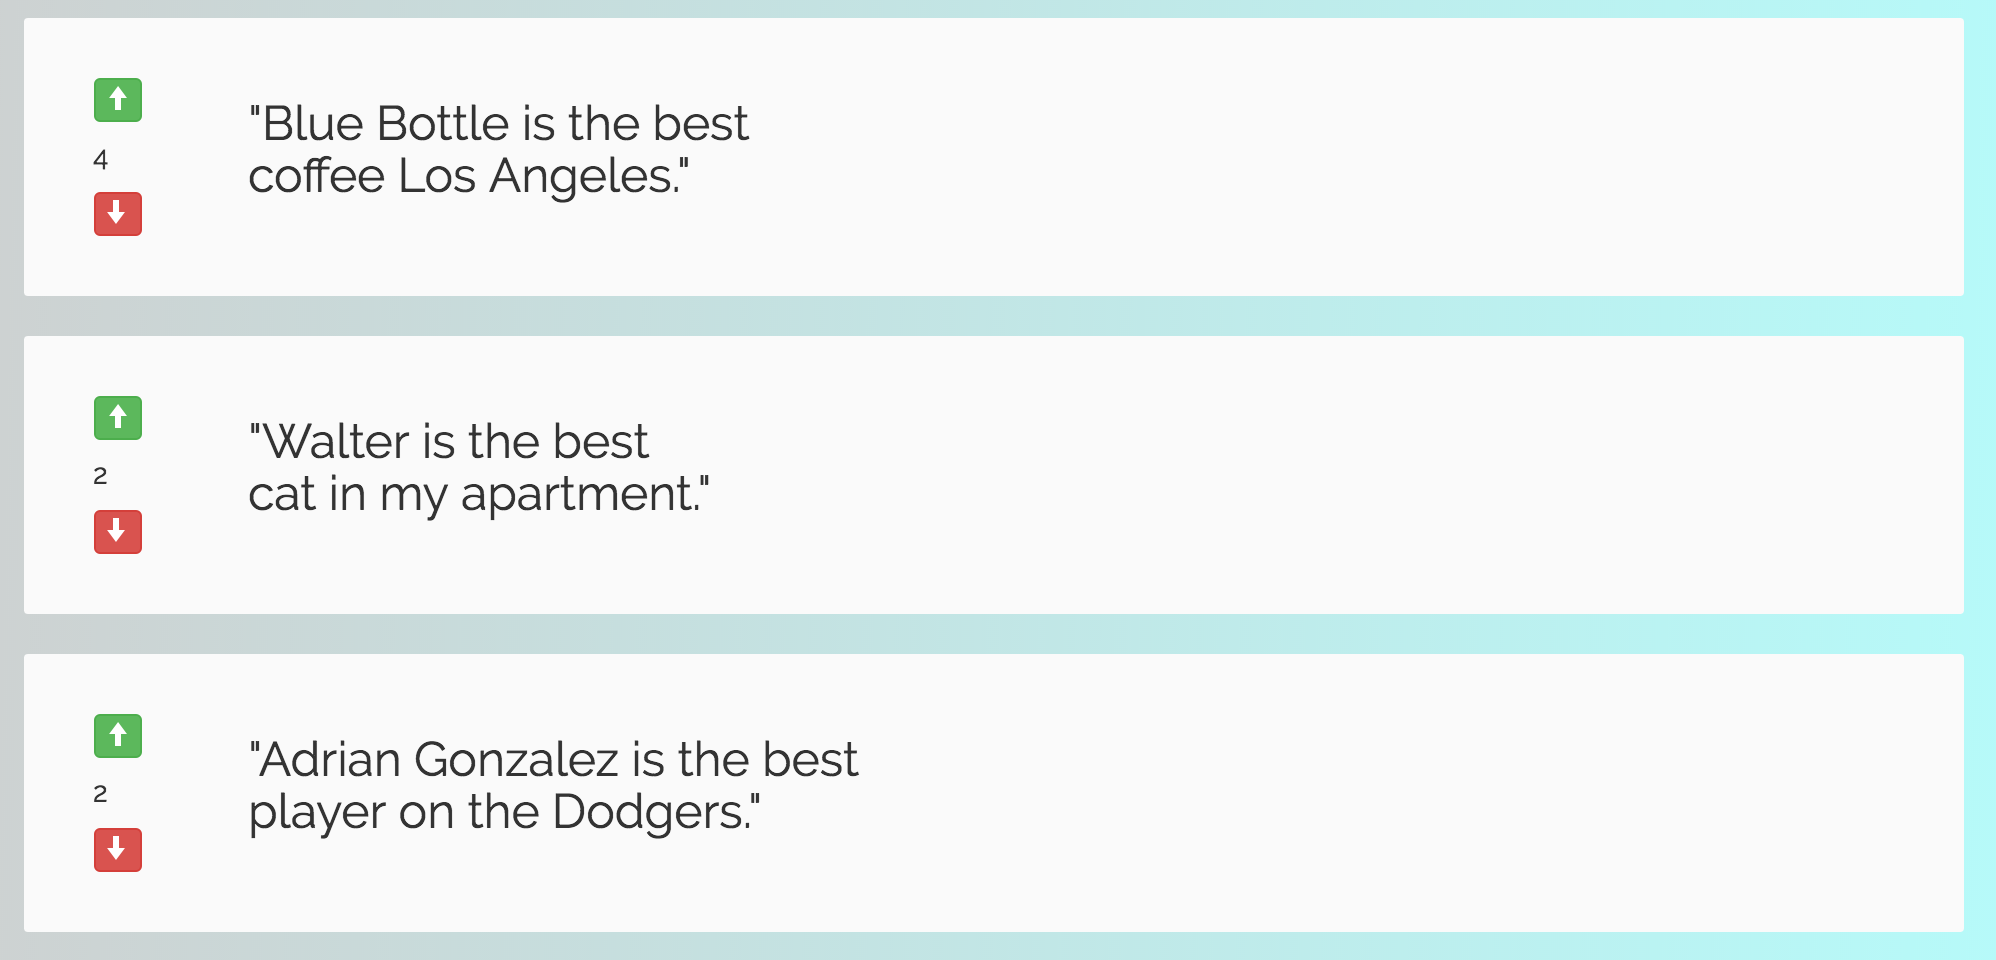 4
"Blue Bottle is the best
coffee Los Angeles."
2
"Walter is the best
cat in my apartment."
2
"Adrian Gonzalez is the best
player on the Dodgers."